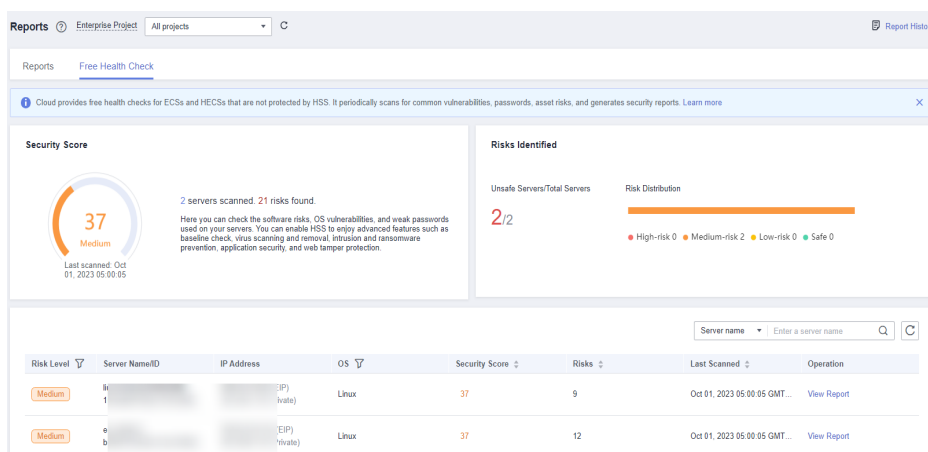 Reports Enterprise Project All projects Report Histo
Reports Free Health Check
Cloud provides free health checks for ECSs and HECSs that are not protected by HSS. It periodically scans for common vulnerabilities, passwords, asset risks, and generates security reports. Learn more
Security Score
37
Medium
Last scanned: Oct
01, 2023 05:00:05
2 servers scanned. 21 risks found.
Here you can check the software risks, OS vulnerabilities, and weak passwords
used on your servers. You can enable HSS to enjoy advanced features such as
baseline check, virus scanning and removal, intrusion and ransomware
prevention, application security, and web tamper protection.
Risks Identified
Unsafe Servers/Total Servers Risk Distribution
2/2
High-risk 0 Medium-risk 2 Low-risk 0 Safe 0
Server name Enter a server name
Risk Level Server Name/ID IP Address OS Security Score Risks Last Scanned Operation
Medium Linux 37 9 Oct 01, 2023 05:00:05 GMT... View Report
Medium Linux 37 12 Oct 01, 2023 05:00:05 GMT... View Report